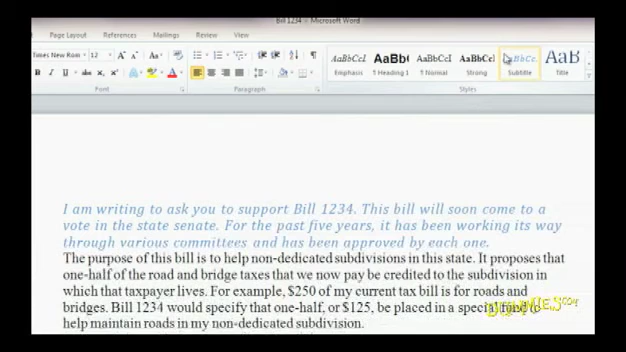 Bill 1234 - Microsoft Word
Page Layout References Mailings Review View
Times New Rom 12
AaBbCcI AaBb( AaBbCcI AaBbCcI AaBbCc. AaB
Emphasis ¶ Heading 1 ¶ Normal Strong Subtitle Title
Font Paragraph Styles
I am writing to ask you to support Bill 1234. This bill will soon come to a
vote in the state senate. For the past five years, it has been working its way
through various committees and has been approved by each one.
The purpose of this bill is to help non-dedicated subdivisions in this state. It proposes that
one-half of the road and bridge taxes that we now pay be credited to the subdivision in
which that taxpayer lives. For example, $250 of my current tax bill is for roads and
bridges. Bill 1234 would specify that one-half, or $125, be placed in a special fund to
help maintain roads in my non-dedicated subdivision.
DUMMIES.COM